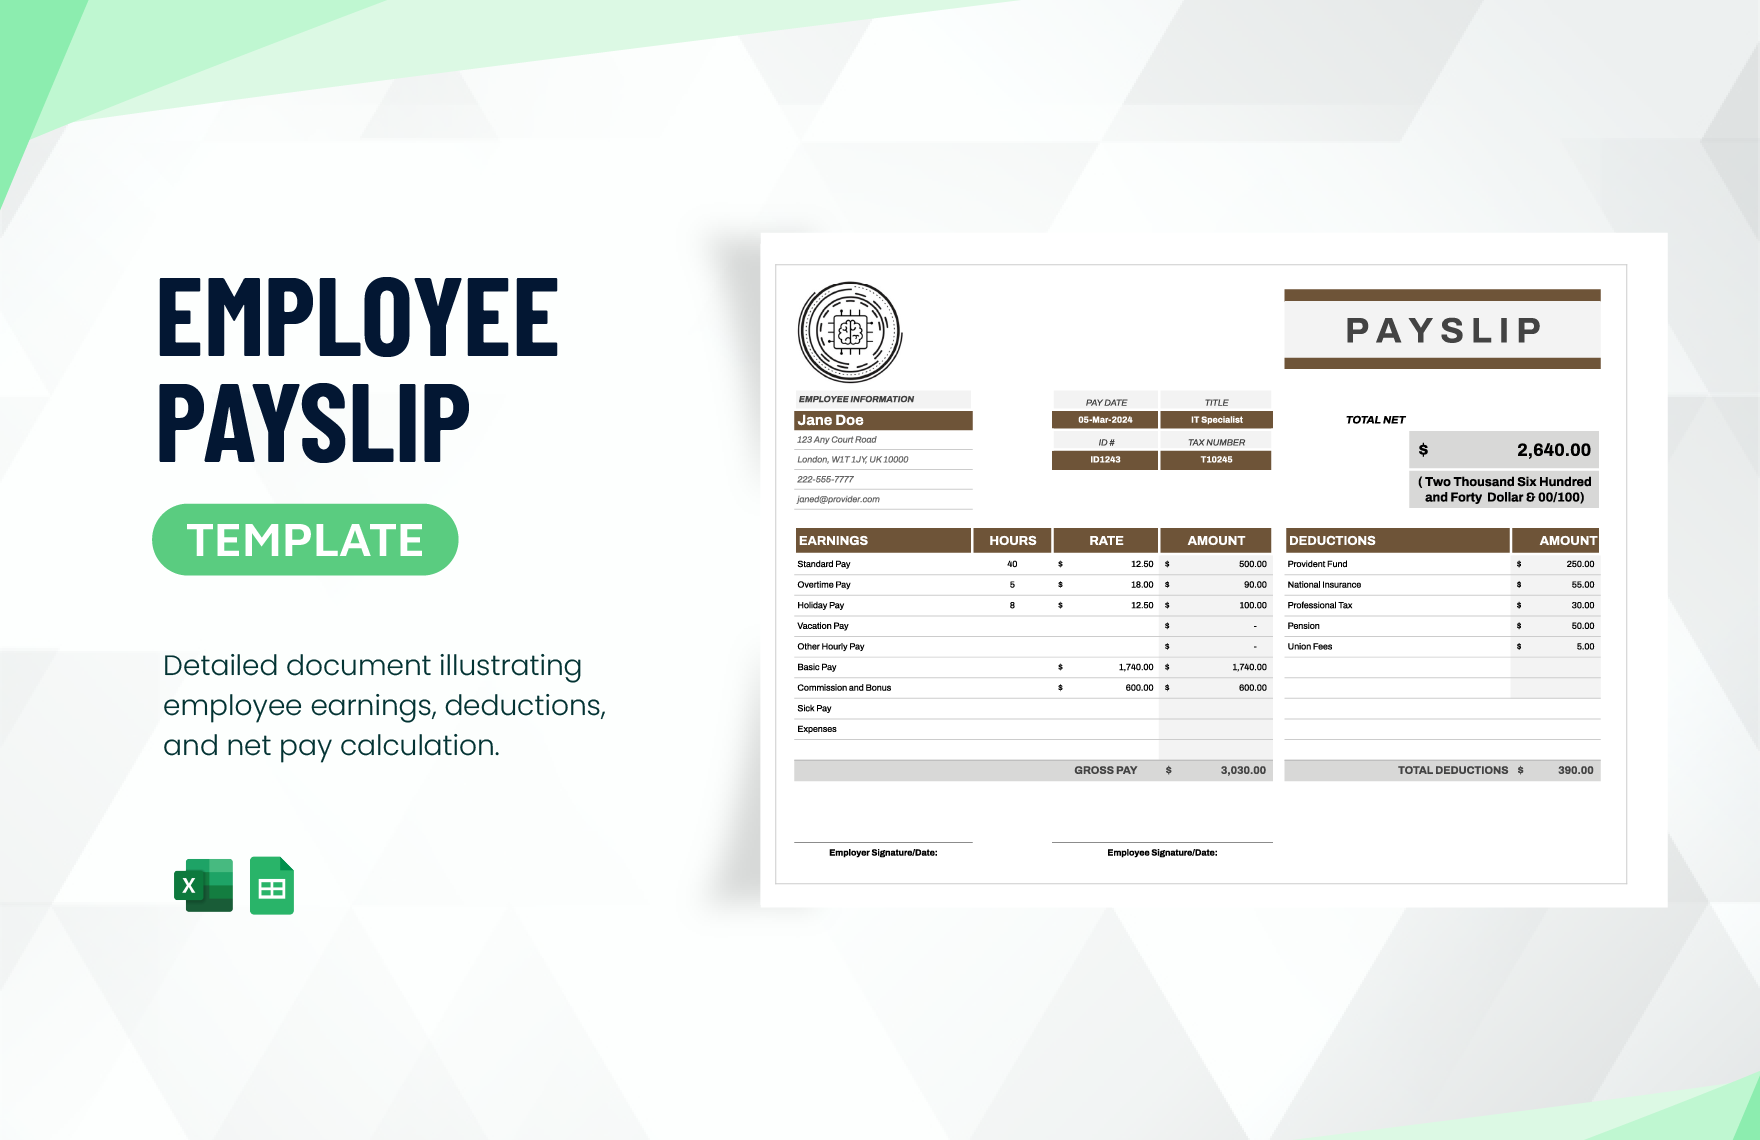 EMPLOYEE
PAYSLIP
TEMPLATE
Detailed document illustrating
employee earnings, deductions,
and net pay calculation.
X
PAYSLIP
EMPLOYEE INFORMATION
Jane Doe
123 Any Court Road
London, W1T 1JY, UK 10000
222-555-7777
janed@provider.com
PAY DATE TITLE
05-Mar-2024 IT Specialist
ID # TAX NUMBER
ID1243 T10245
TOTAL NET
$ 2,640.00
( Two Thousand Six Hundred
and Forty Dollar & 00/100)
EARNINGS HOURS RATE AMOUNT
Standard Pay 40 $ 12.50 $ 500.00
Overtime Pay 5 $ 18.00 $ 90.00
Holiday Pay 8 $ 12.50 $ 100.00
Vacation Pay $ -
Other Hourly Pay $ -
Basic Pay $ 1,740.00 $ 1,740.00
Commission and Bonus $ 600.00 $ 600.00
Sick Pay
Expenses
GROSS PAY $ 3,030.00
DEDUCTIONS AMOUNT
Provident Fund $ 250.00
National Insurance $ 55.00
Professional Tax $ 30.00
Pension $ 50.00
Union Fees $ 5.00
TOTAL DEDUCTIONS $ 390.00
Employer Signature/Date:
Employee Signature/Date: